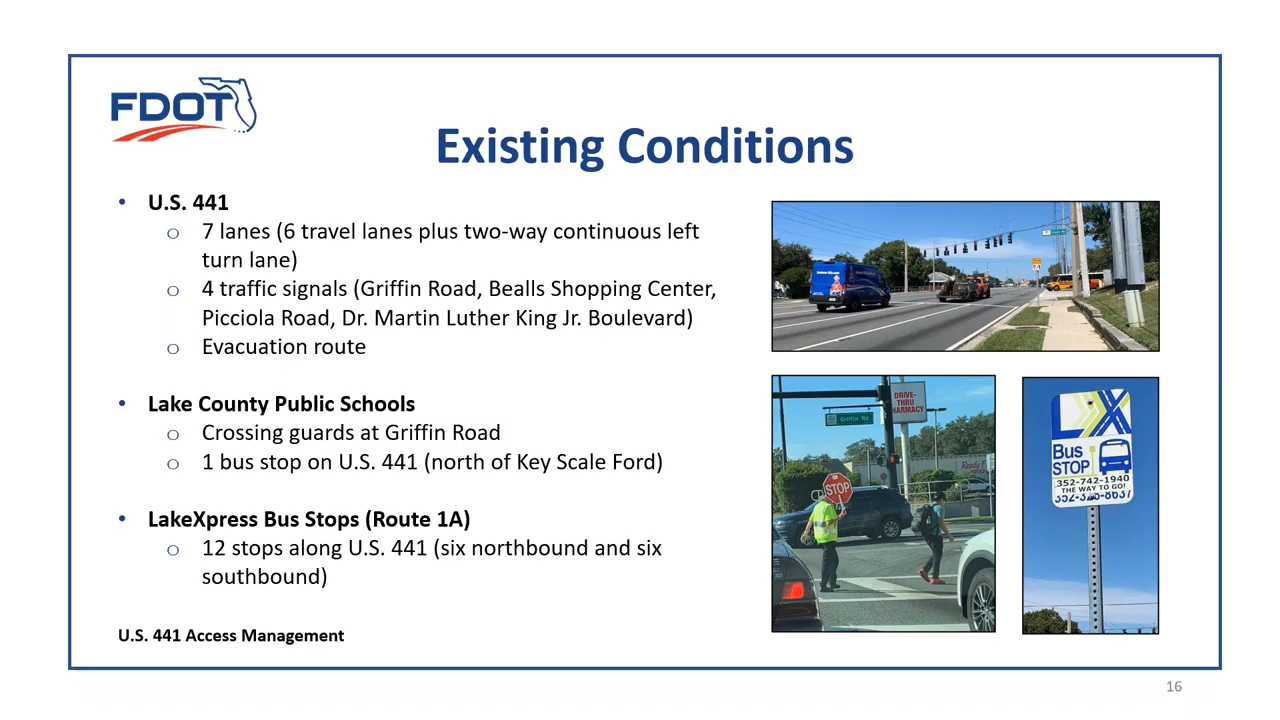 FDOT
Existing Conditions
• U.S. 441
o 7 lanes (6 travel lanes plus two-way continuous left
turn lane)
o 4 traffic signals (Griffin Road, Bealls Shopping Center,
Picciola Road, Dr. Martin Luther King Jr. Boulevard)
o Evacuation route
• Lake County Public Schools
o Crossing guards at Griffin Road
o 1 bus stop on U.S. 441 (north of Key Scale Ford)
• LakeXpress Bus Stops (Route 1A)
o 12 stops along U.S. 441 (six northbound and six
southbound)
DRIVE-
THRU
Griffin Rd
STOP
LX
Bus
STOP
352-742-1940
THE WAY TO GO!
U.S. 441 Access Management
16